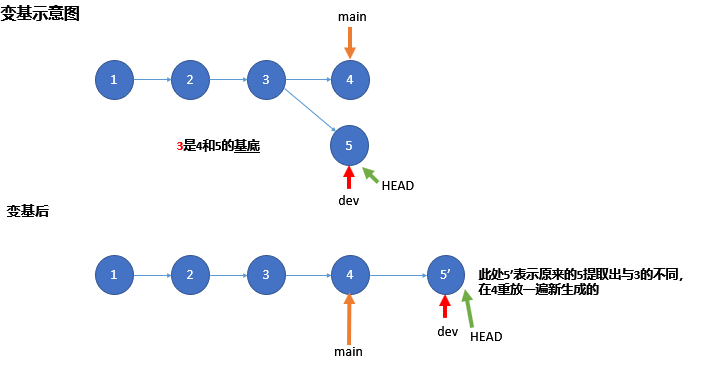 变基示意图
main
1
2
3
4
3是4和5的基底
5
HEAD
dev
变基后
1
2
3
4
5’
此处5’表示原来的5提取出与3的不同，
在4重放一遍新生成的
dev
HEAD
main